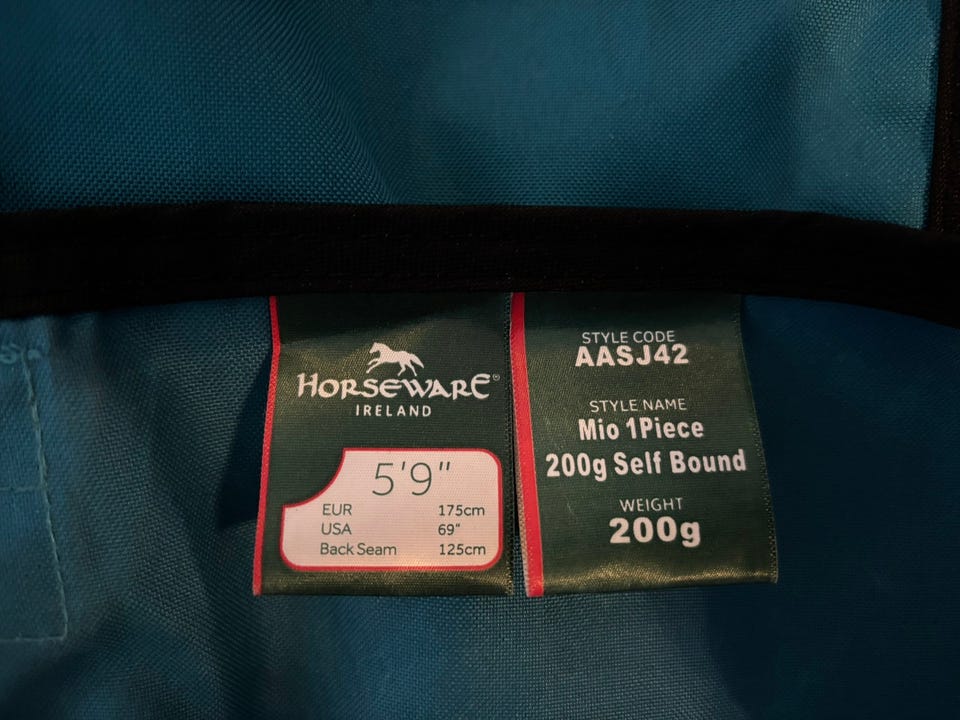 HORSEWARE®
IRELAND
5'9"
EUR 175cm
USA 69"
Back Seam 125cm
STYLE CODE
AASJ42
STYLE NAME
Mio 1Piece
200g Self Bound
WEIGHT
200g